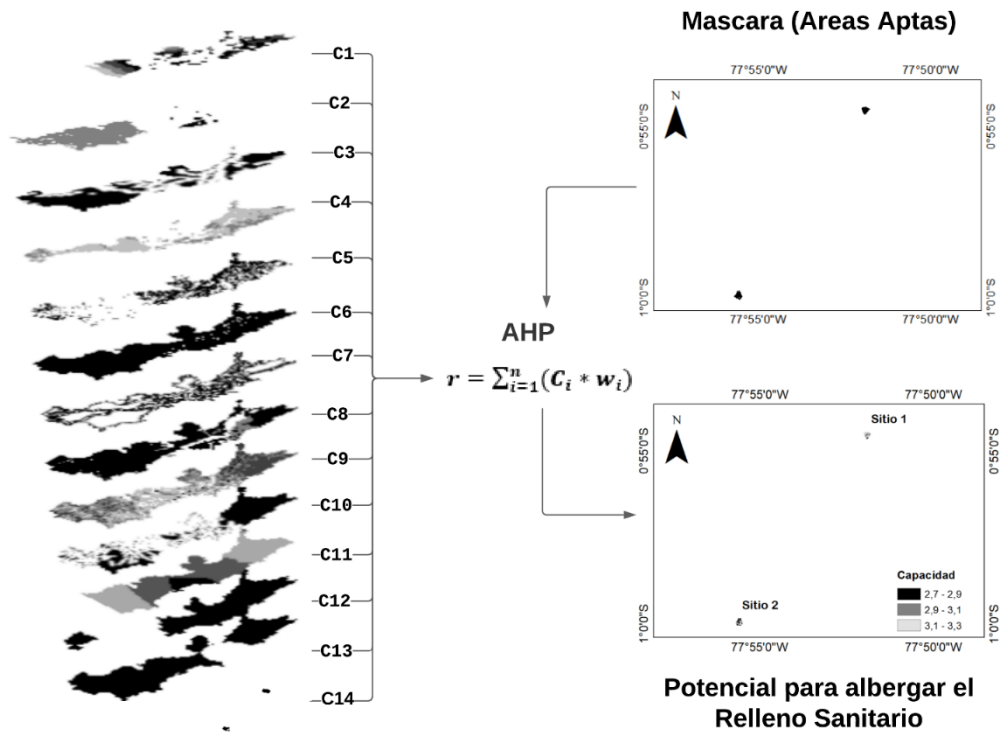 C1
C2
C3
C4
C5
C6
C7
C8
C9
C10
C11
C12
C13
C14
AHP
r = ∑ⁿᵢ₌₁(Cᵢ * wᵢ)
Mascara (Areas Aptas)
77°55'0"W 77°50'0"W
N
0°55'0"S 0°55'0"S
1°0'0"S 1°0'0"S
77°55'0"W 77°50'0"W
77°55'0"W 77°50'0"W
N
Sitio 1
0°55'0"S 0°55'0"S
Capacidad
2,7 - 2,9
2,9 - 3,1
3,1 - 3,3
Sitio 2
1°0'0"S 1°0'0"S
77°55'0"W 77°50'0"W
Potencial para albergar el
Relleno Sanitario